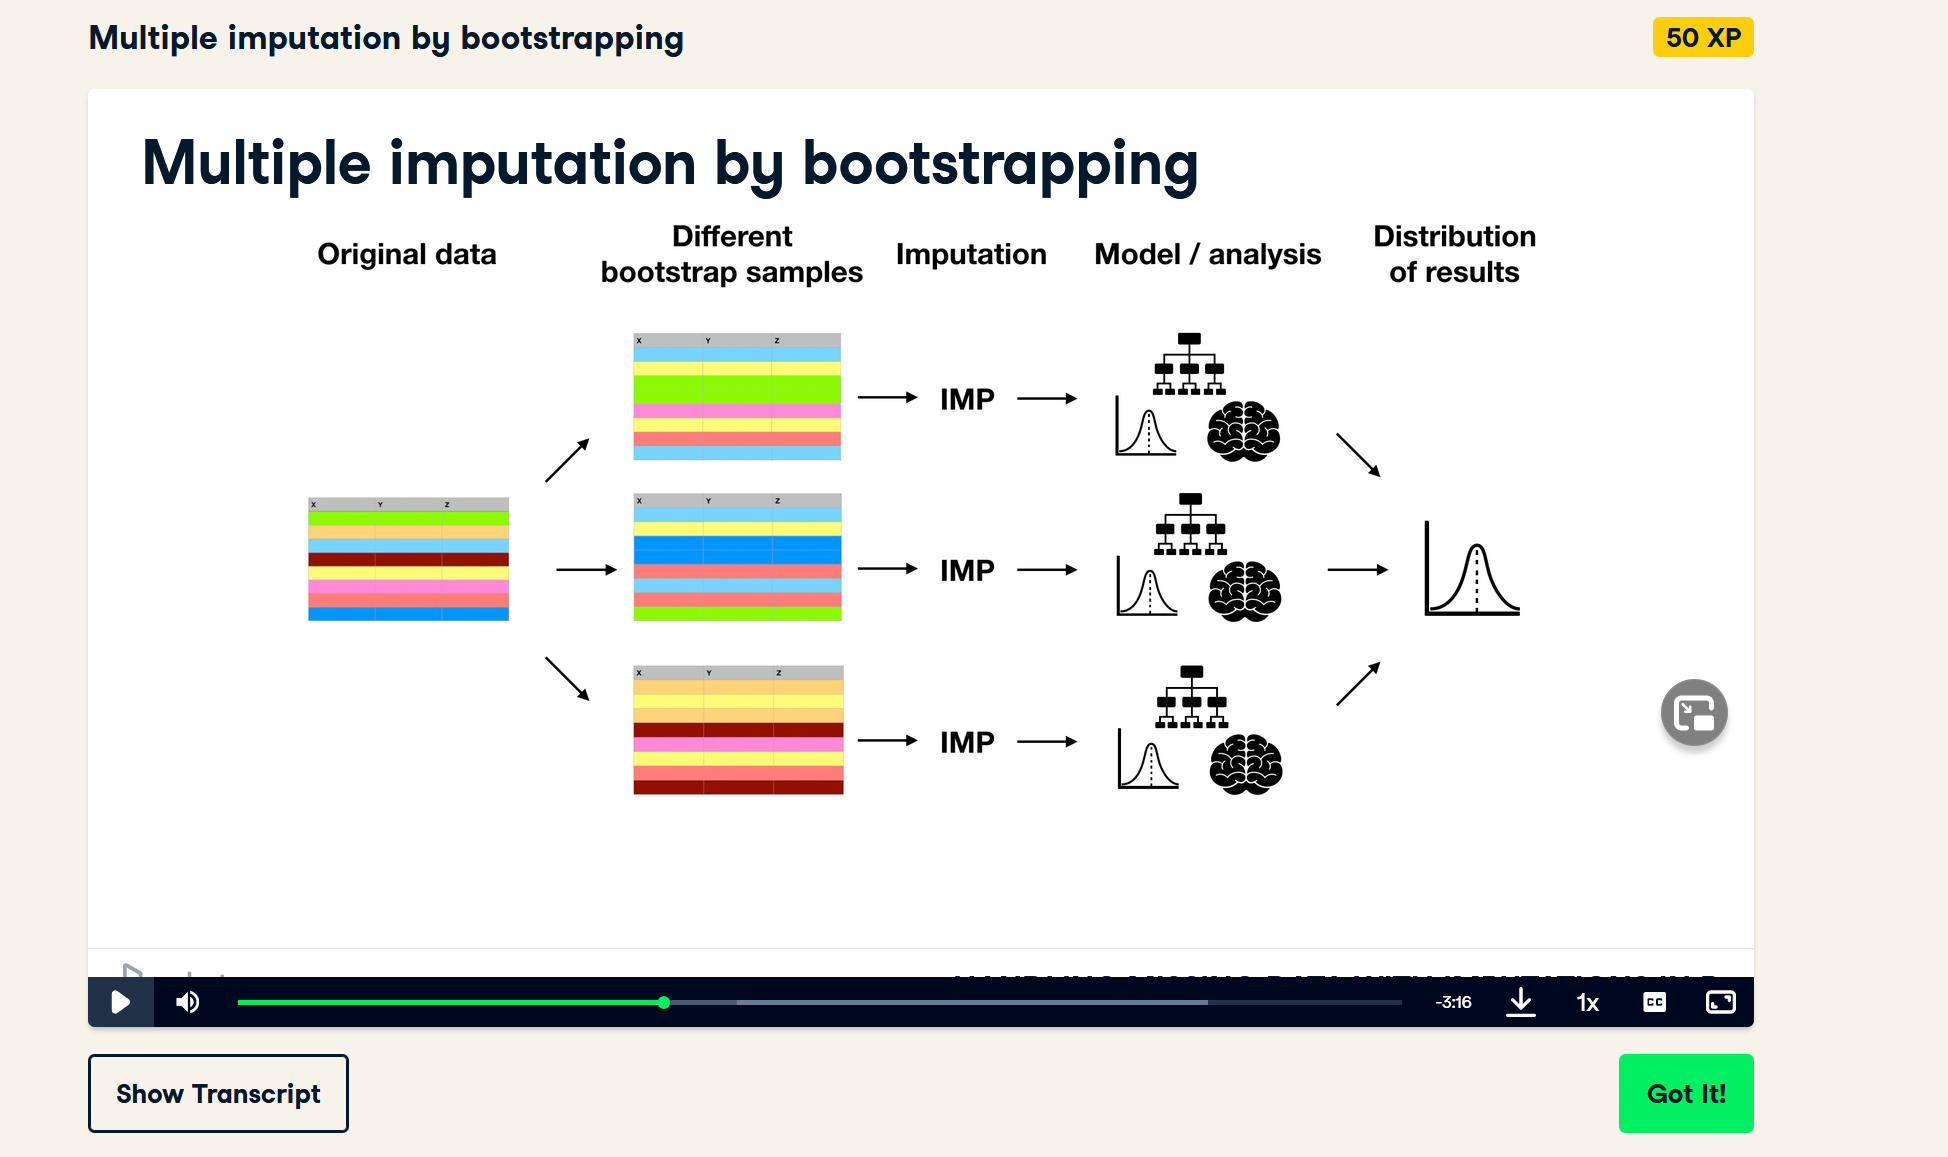 Multiple imputation by bootstrapping
50 XP
Multiple imputation by bootstrapping
Original data
Different
bootstrap samples
Imputation
Model / analysis
Distribution
of results
X Y Z
IMP
X Y Z
X Y Z
IMP
X Y Z
IMP
-3:16
1x
CC
Show Transcript
Got It!